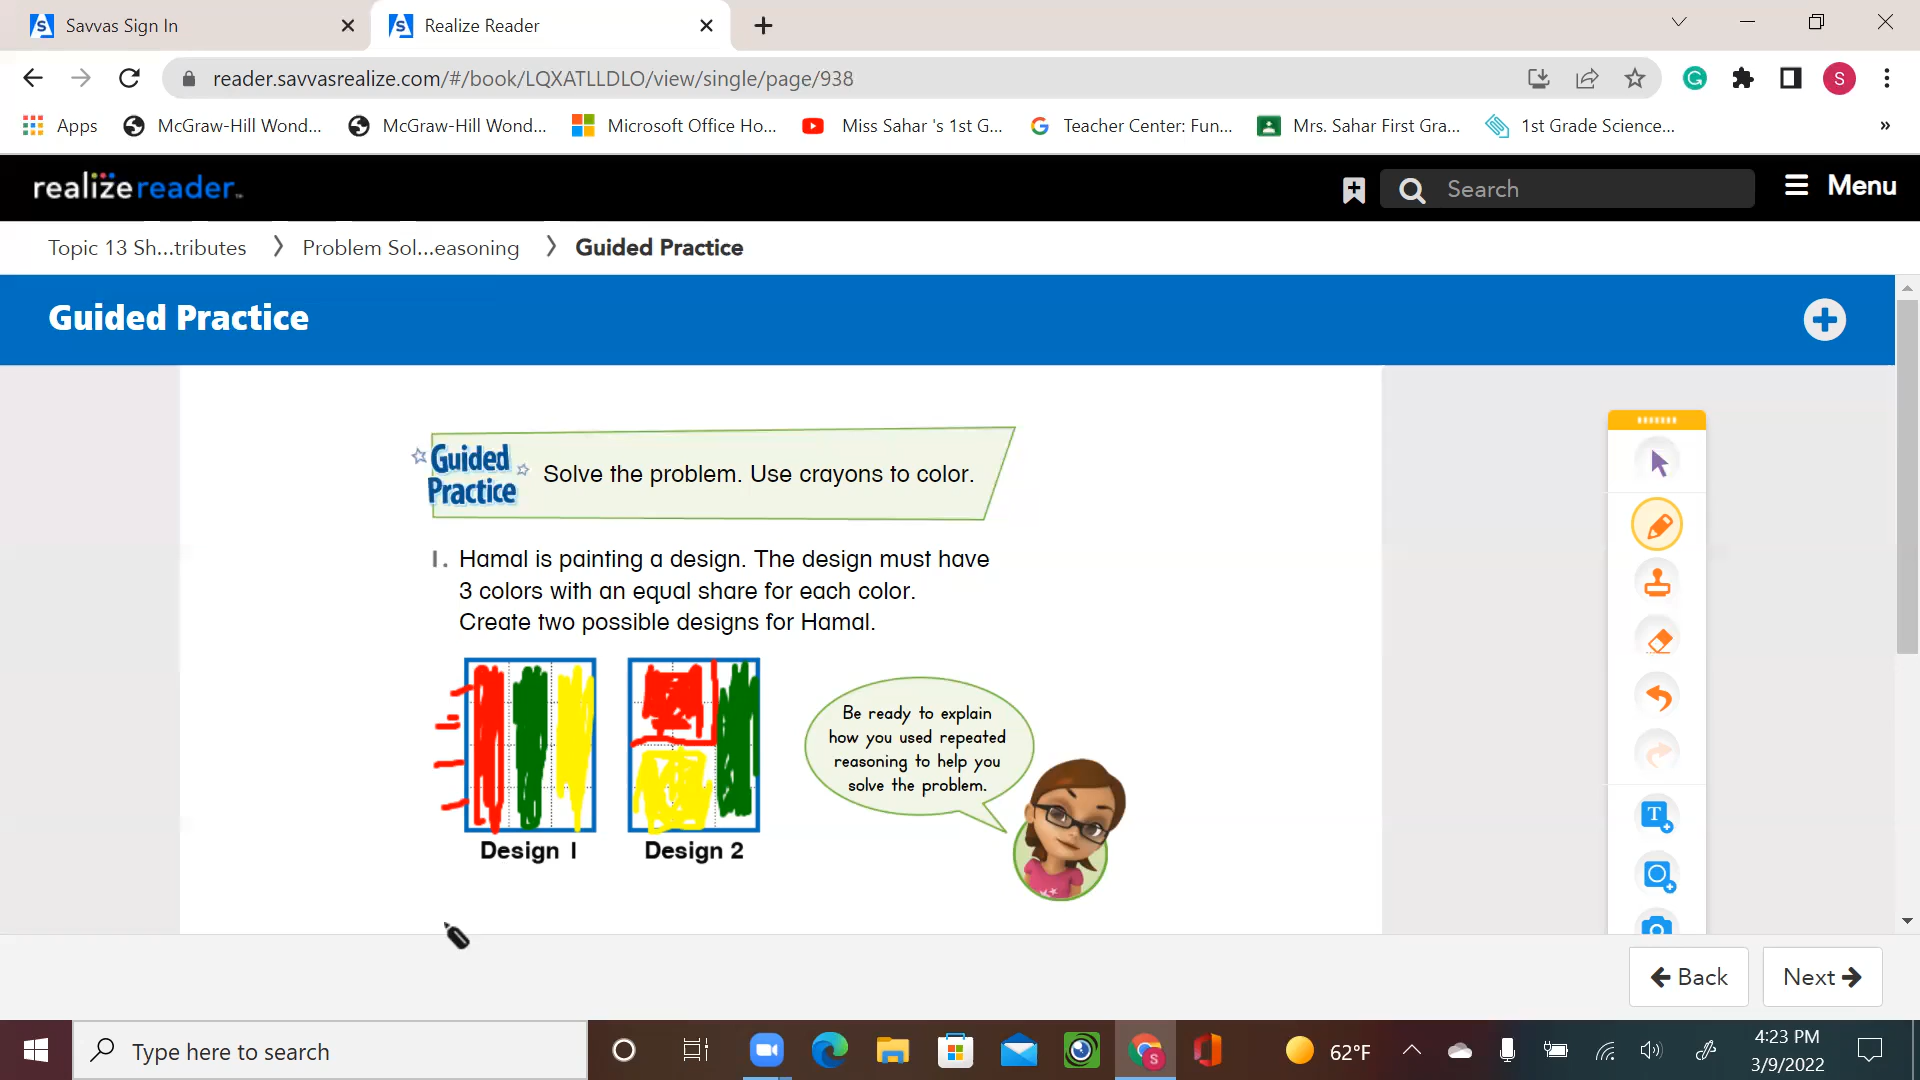 Savvas Sign In
Realize Reader
reader.savvasrealize.com/#/book/LQXATLLDLO/view/single/page/938
S
Apps
McGraw-Hill Wond...
McGraw-Hill Wond...
Microsoft Office Ho...
Miss Sahar 's 1st G...
Teacher Center: Fun...
Mrs. Sahar First Gra...
1st Grade Science...
»
realizereader™
Search
Menu
Topic 13 Sh...tributes
Problem Sol...easoning
Guided Practice
Guided Practice
Guided
Practice
Solve the problem. Use crayons to color.
1. Hamal is painting a design. The design must have
3 colors with an equal share for each color.
Create two possible designs for Hamal.
Be ready to explain
how you used repeated
reasoning to help you
solve the problem.
Design 1
Design 2
Back
Next
Type here to search
62°F
4:23 PM
3/9/2022